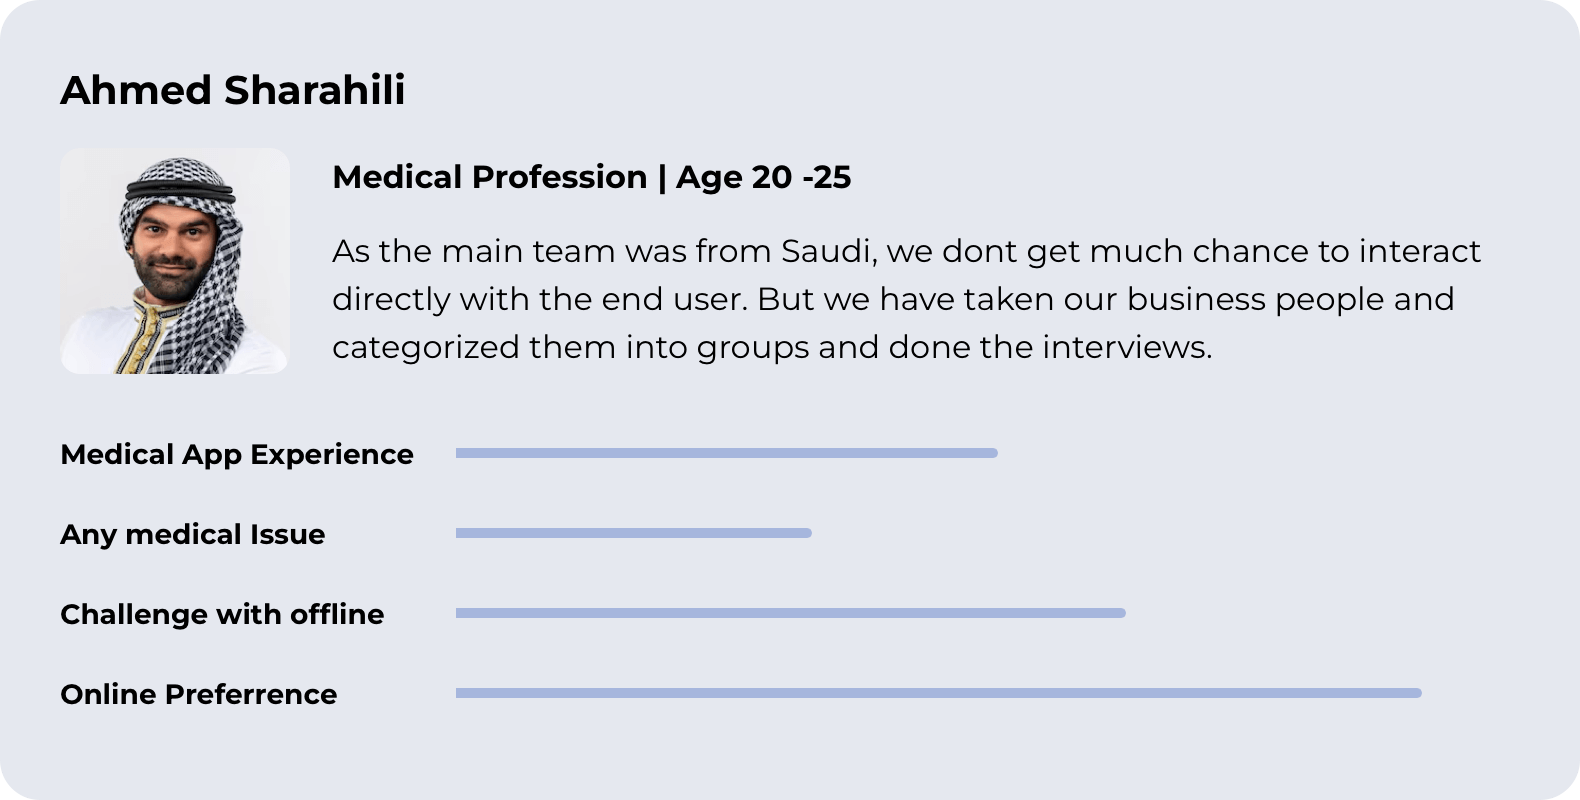 Ahmed Sharahili
Medical Profession | Age 20 -25
As the main team was from Saudi, we dont get much chance to interact
directly with the end user. But we have taken our business people and
categorized them into groups and done the interviews.
Medical App Experience
Any medical Issue
Challenge with offline
Online Preferrence